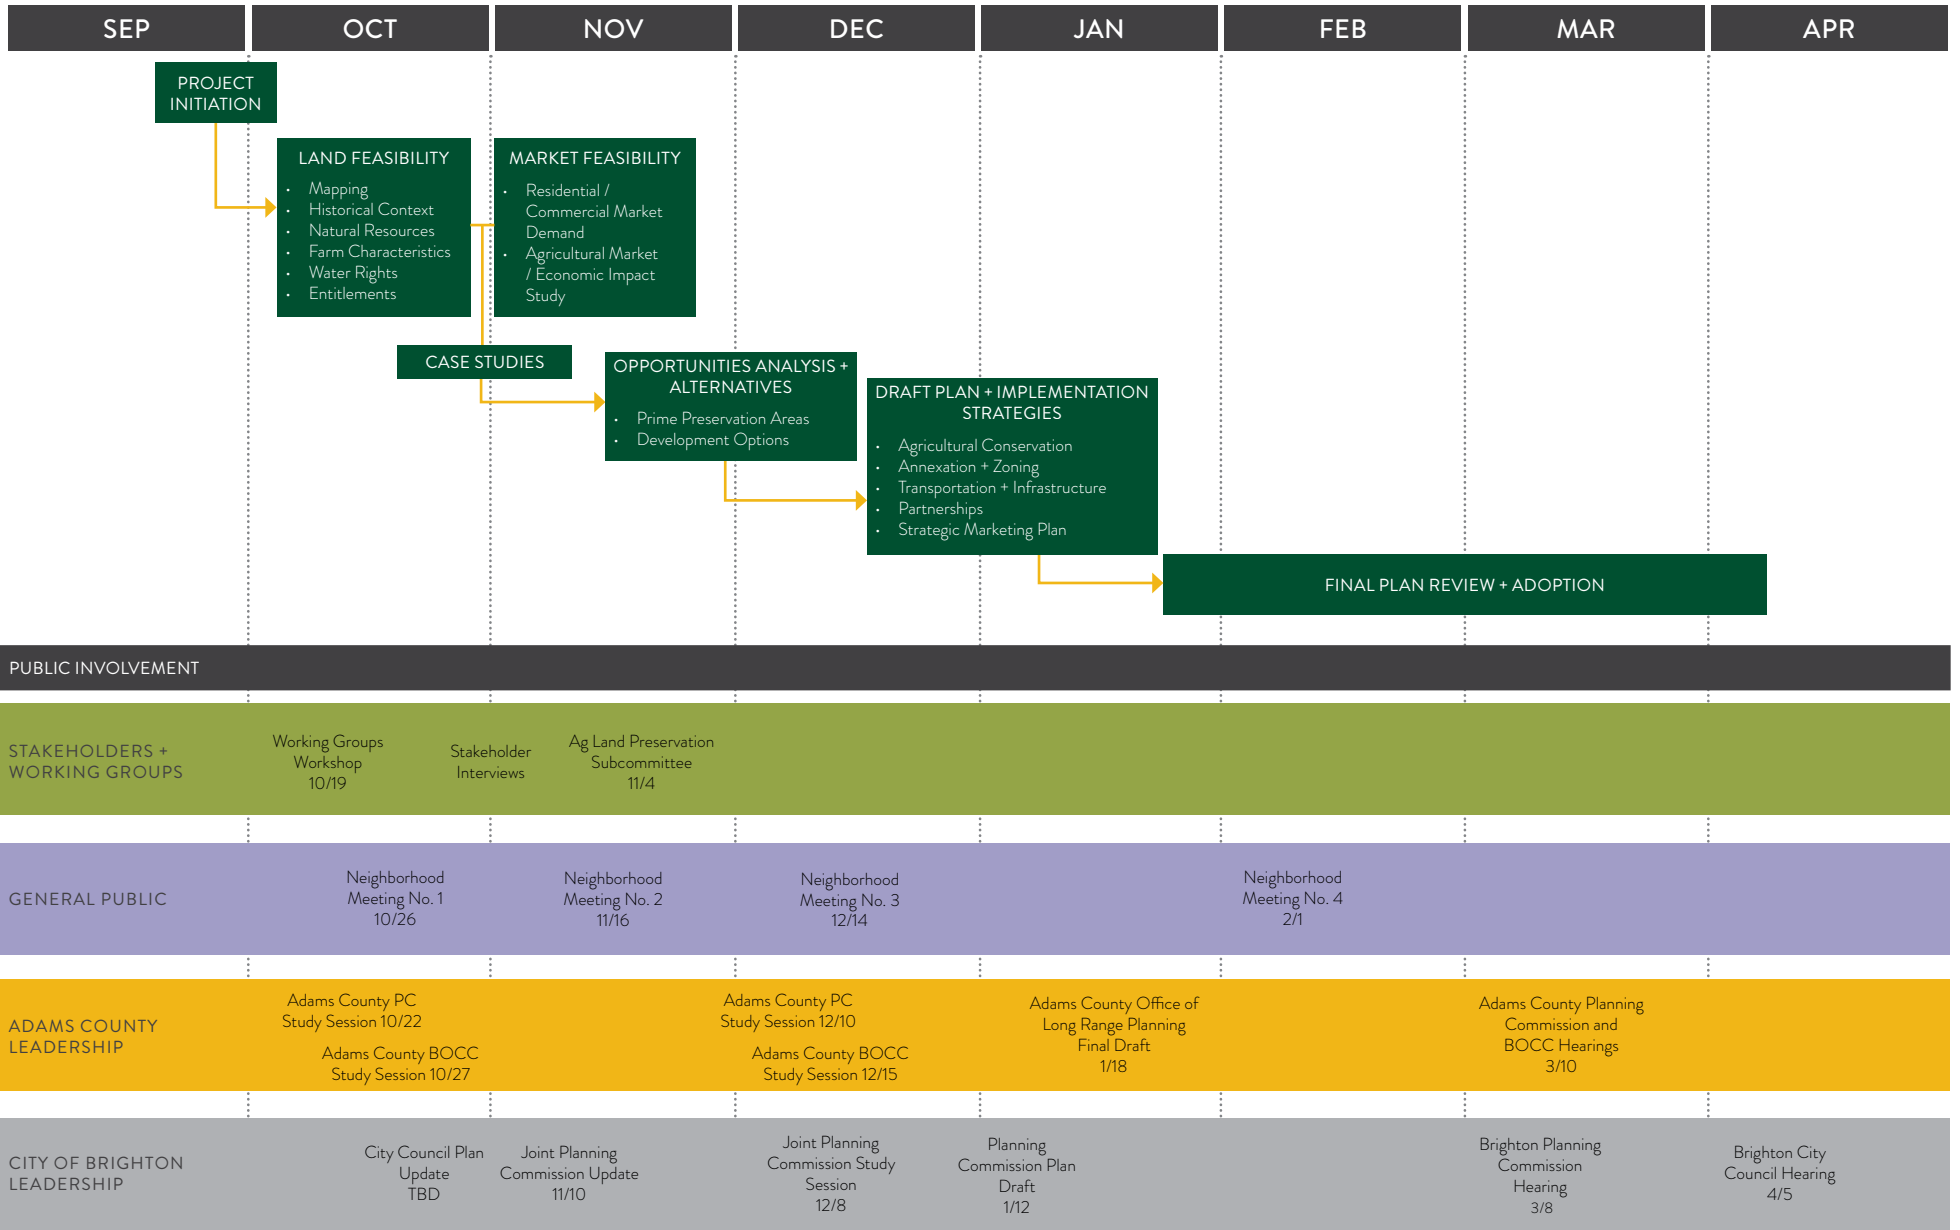 SEP
OCT
NOV
DEC
JAN
FEB
MAR
APR
PROJECT
INITIATION
LAND FEASIBILITY
• Mapping
• Historical Context
• Natural Resources
• Farm Characteristics
• Water Rights
• Entitlements
MARKET FEASIBILITY
• Residential /
Commercial Market
Demand
• Agricultural Market
/ Economic Impact
Study
CASE STUDIES
OPPORTUNITIES ANALYSIS +
ALTERNATIVES
• Prime Preservation Areas
• Development Options
DRAFT PLAN + IMPLEMENTATION
STRATEGIES
• Agricultural Conservation
• Annexation + Zoning
• Transportation + Infrastructure
• Partnerships
• Strategic Marketing Plan
FINAL PLAN REVIEW + ADOPTION
PUBLIC INVOLVEMENT
STAKEHOLDERS +
WORKING GROUPS
Working Groups
Workshop
10/19
Stakeholder
Interviews
Ag Land Preservation
Subcommittee
11/4
GENERAL PUBLIC
Neighborhood
Meeting No. 1
10/26
Neighborhood
Meeting No. 2
11/16
Neighborhood
Meeting No. 3
12/14
Neighborhood
Meeting No. 4
2/1
ADAMS COUNTY
LEADERSHIP
Adams County PC
Study Session 10/22
Adams County BOCC
Study Session 10/27
Adams County PC
Study Session 12/10
Adams County BOCC
Study Session 12/15
Adams County Office of
Long Range Planning
Final Draft
1/18
Adams County Planning
Commission and
BOCC Hearings
3/10
CITY OF BRIGHTON
LEADERSHIP
City Council Plan
Update
TBD
Joint Planning
Commission Update
11/10
Joint Planning
Commission Study
Session
12/8
Planning
Commission Plan
Draft
1/12
Brighton Planning
Commission
Hearing
3/8
Brighton City
Council Hearing
4/5